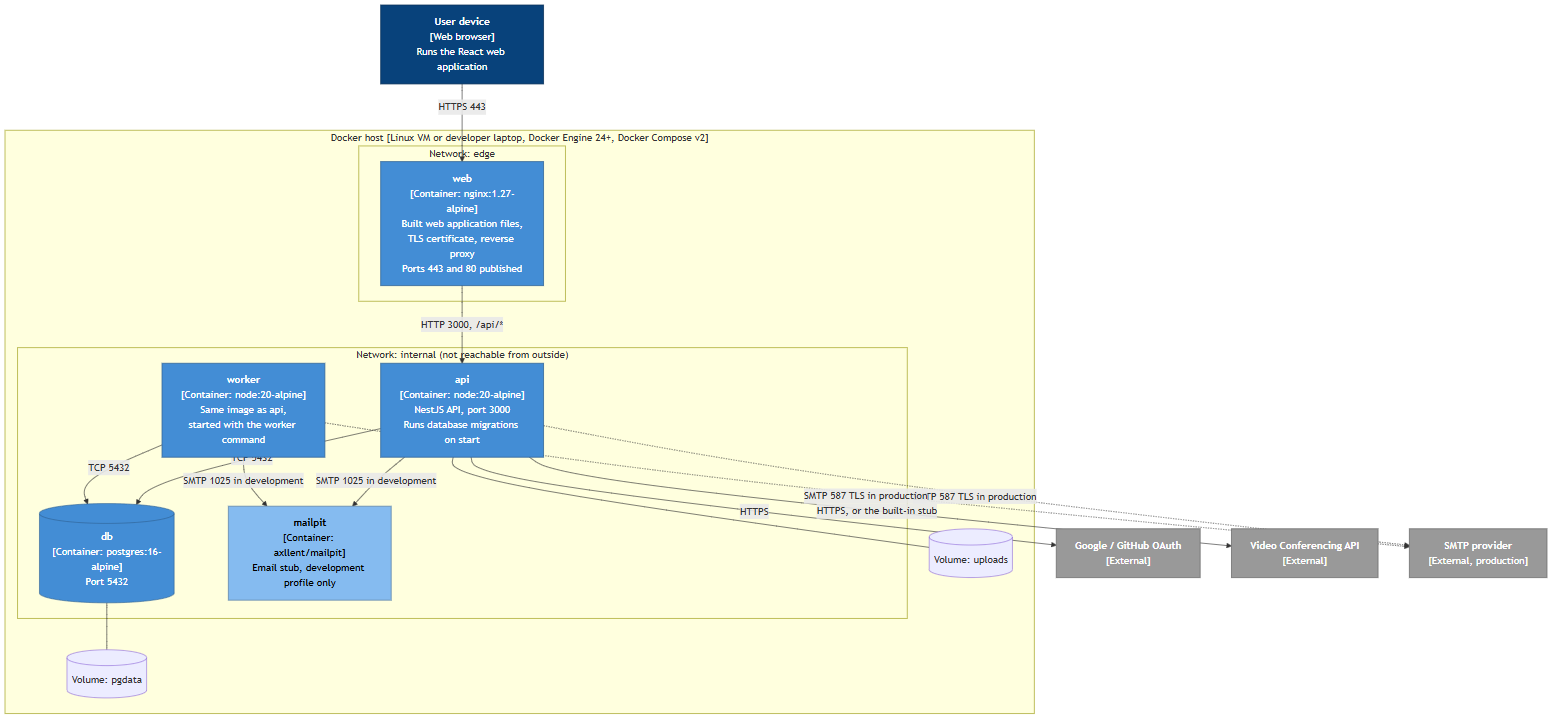 User device
[Web browser]
Runs the React web
application
HTTPS 443
Docker host [Linux VM or developer laptop, Docker Engine 24+, Docker Compose v2]
Network: edge
web
[Container: nginx:1.27-
alpine]
Built web application files,
TLS certificate, reverse
proxy
Ports 443 and 80 published
HTTP 3000, /api/*
Network: internal (not reachable from outside)
worker
[Container: node:20-alpine]
Same image as api,
started with the worker
command
api
[Container: node:20-alpine]
NestJS API, port 3000
Runs database migrations
on start
TCP 5432
TCP 5432
SMTP 1025 in development
SMTP 1025 in development
SMTP 587 TLS in production
587 TLS in production
HTTPS
HTTPS, or the built-in stub
db
[Container: postgres:16-
alpine]
Port 5432
mailpit
[Container:
axllent/mailpit]
Email stub, development
profile only
Volume: uploads
Google / GitHub OAuth
[External]
Video Conferencing API
[External]
SMTP provider
[External, production]
Volume: pgdata